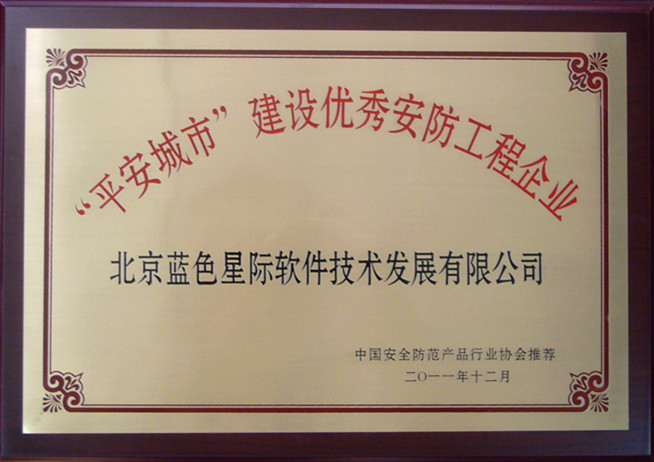 “平安城市”建设优秀安防工程企业
北京蓝色星际软件技术发展有限公司
中国安全防范产品行业协会推荐
二〇一一年十二月